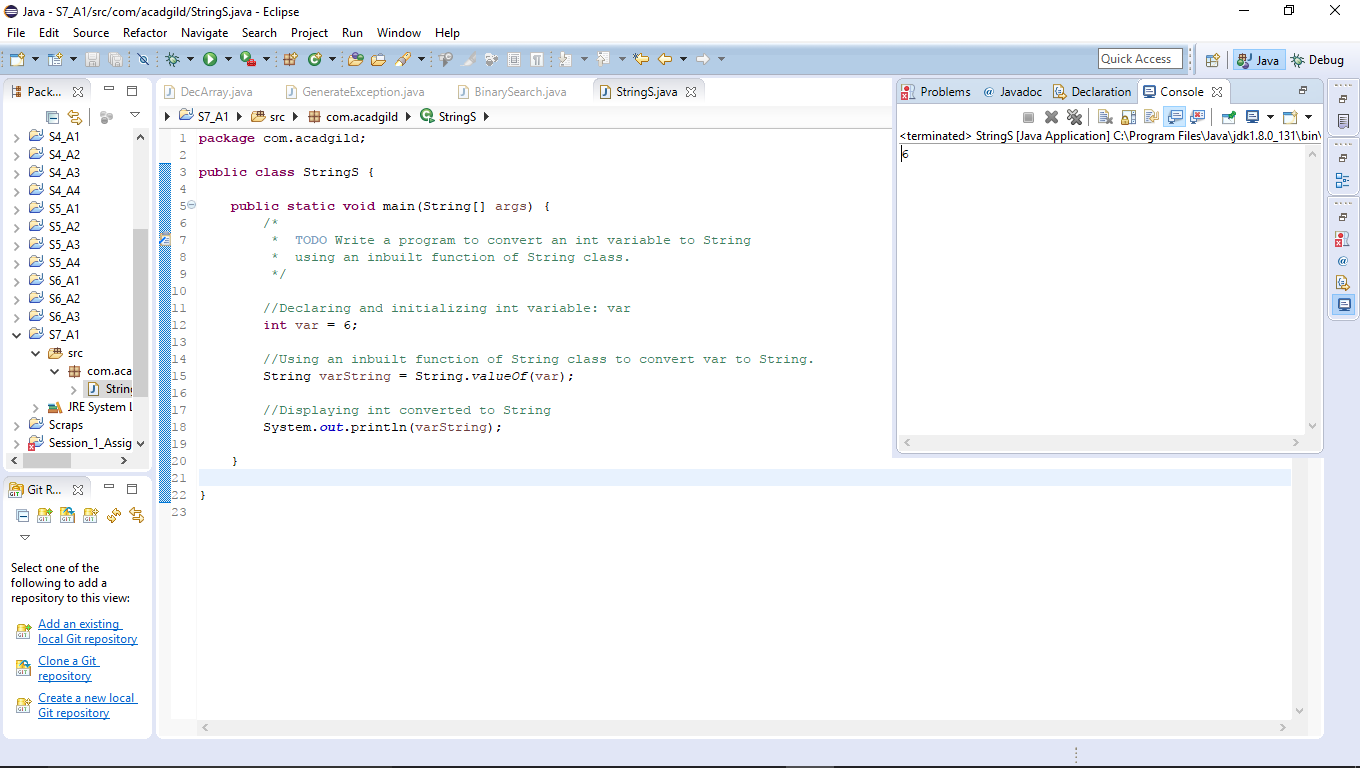 Java - S7_A1/src/com/acadgild/StringS.java - Eclipse
File Edit Source Refactor Navigate Search Project Run Window Help
Quick Access Java Debug
Pack...
S4_A1
S4_A2
S4_A3
S4_A4
S5_A1
S5_A2
S5_A3
S5_A4
S6_A1
S6_A2
S6_A3
S7_A1
src
com.aca
String
JRE System L
Scraps
Session_1_Assig
Git R...
Select one of the
following to add a
repository to this view:
Add an existing
local Git repository
Clone a Git
repository
Create a new local
Git repository
DecArray.java GenerateException.java BinarySearch.java StringS.java
S7_A1 src com.acadgild StringS
1 package com.acadgild;
2
3 public class StringS {
4
5 public static void main(String[] args) {
6 /*
7 * TODO Write a program to convert an int variable to String
8 * using an inbuilt function of String class.
9 */
10
11 //Declaring and initializing int variable: var
12 int var = 6;
13
14 //Using an inbuilt function of String class to convert var to String.
15 String varString = String.valueOf(var);
16
17 //Displaying int converted to String
18 System.out.println(varString);
19
20 }
21
22 }
23
Problems @ Javadoc Declaration Console
<terminated> StringS [Java Application] C:\Program Files\Java\jdk1.8.0_131\bin\
6